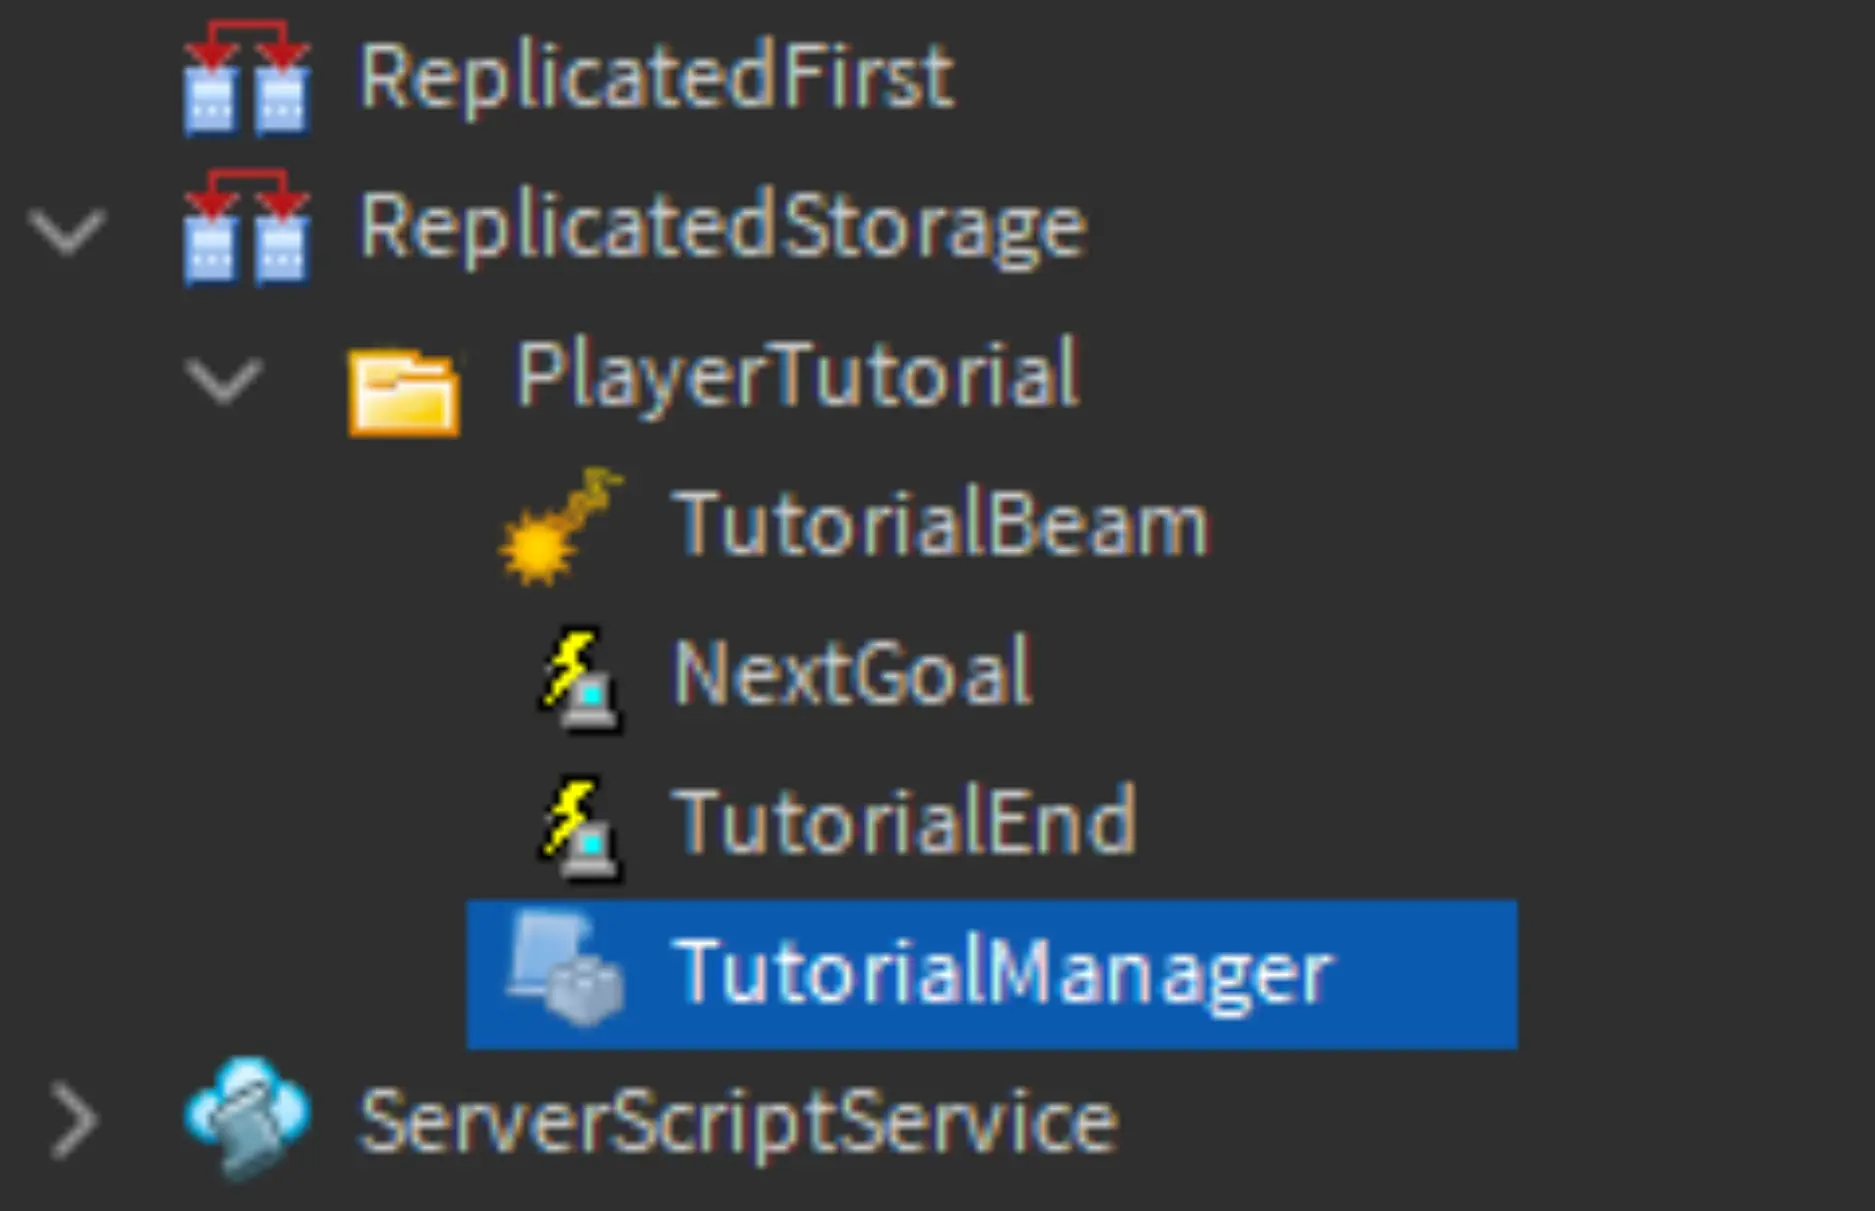 ReplicatedFirst
ReplicatedStorage
PlayerTutorial
TutorialBeam
NextGoal
TutorialEnd
TutorialManager
ServerScriptService